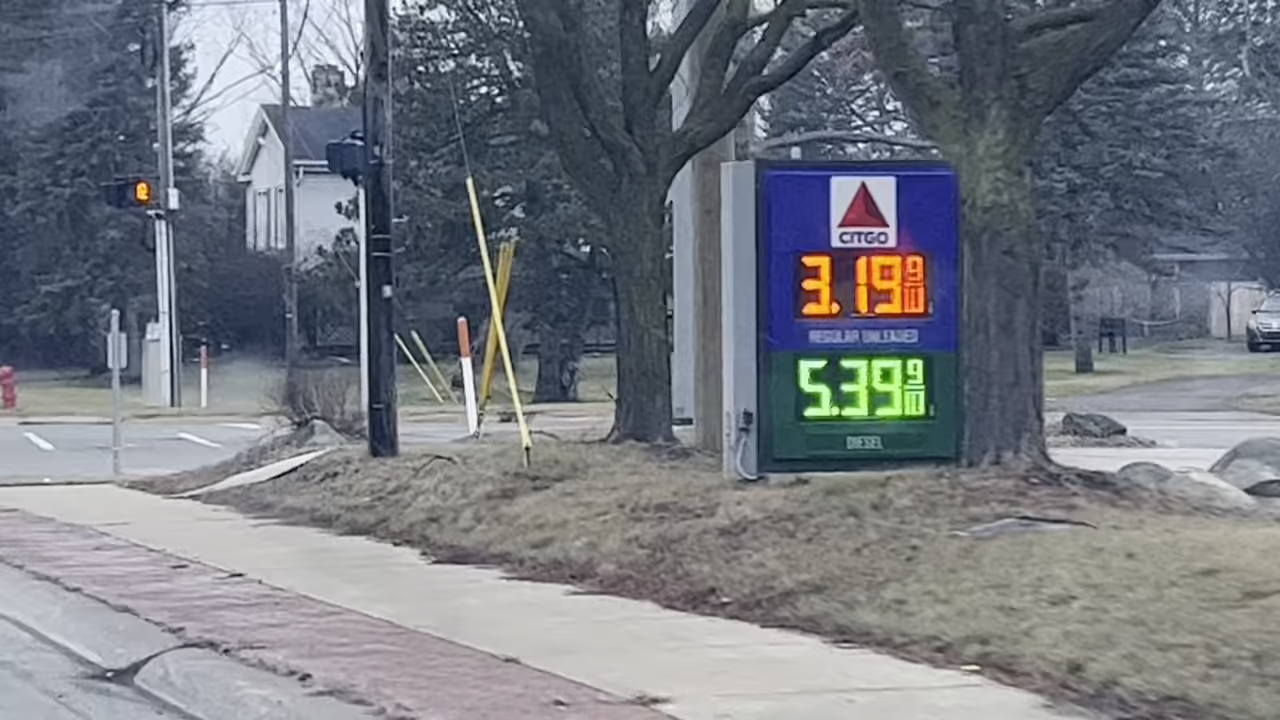 CITGO
3.19 9/10
REGULAR UNLEADED
5.39 9/10
DIESEL